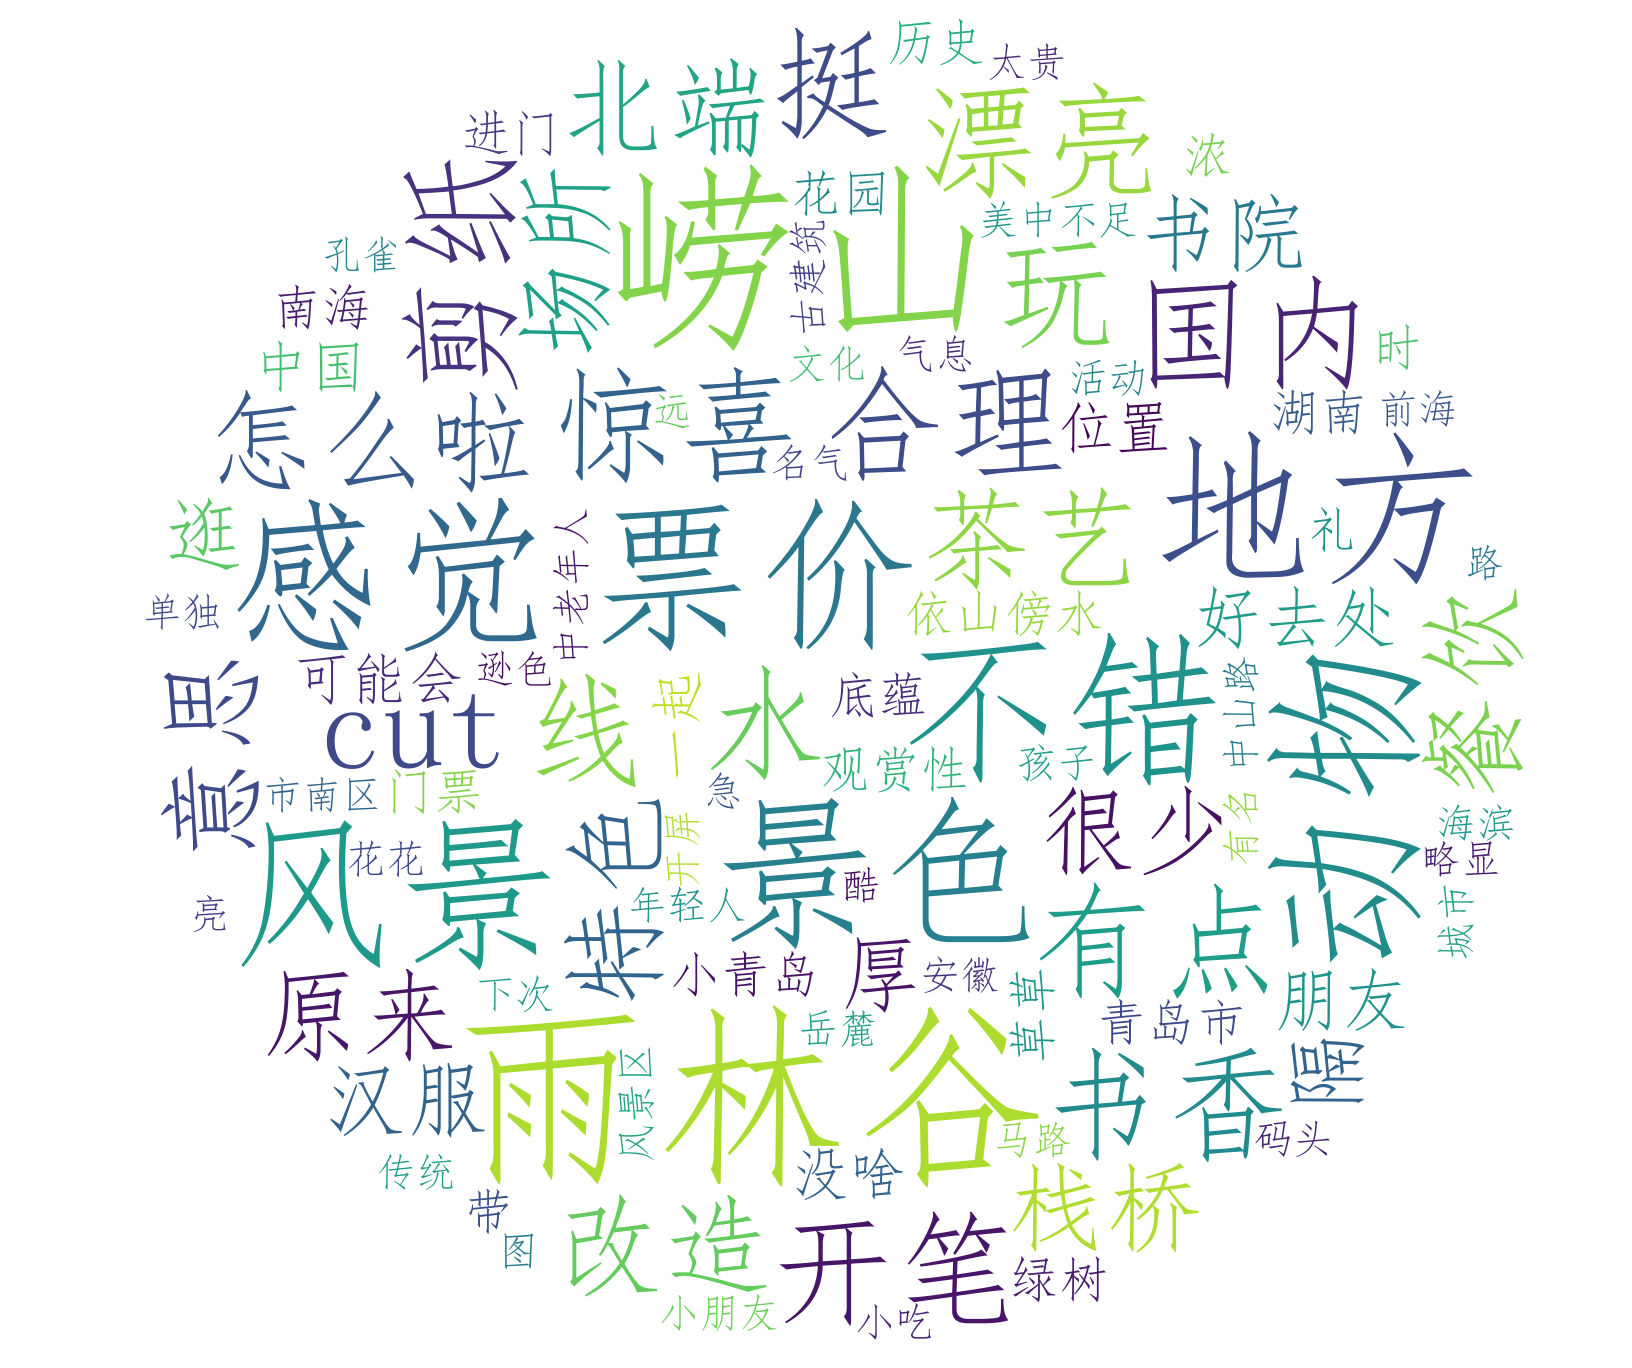 历史
太贵
挺
北端
漂亮
进门
浓
剪纸
场所
崂山
花园
美中不足
书院
孔雀
古建筑
玩
南海
国内
中国
文化
气息
时
活动
怎么啦
惊喜
远
合理
位置
湖南
前海
名气
地方
逛
感觉
票价
茶艺
礼
中老年人
路
单独
依山傍水
好去处
餐饮
可能会
逊色
不错
动物
意思
cut
线
一起
水
底蕴
中山路
观赏性
孩子
市南区
门票
急
很少
有名
海滨
风景
花花
特色
开屏
景色
略显
亮
年轻人
酷
有点
城市
原来
下次
小青岛
厚
安徽
草草
青岛市
朋友
雨林谷
岳麓
隔
汉服
风景区
书香
马路
码头
传统
没啥
栈桥
带
图
改造
开笔
绿树
小朋友
小吃